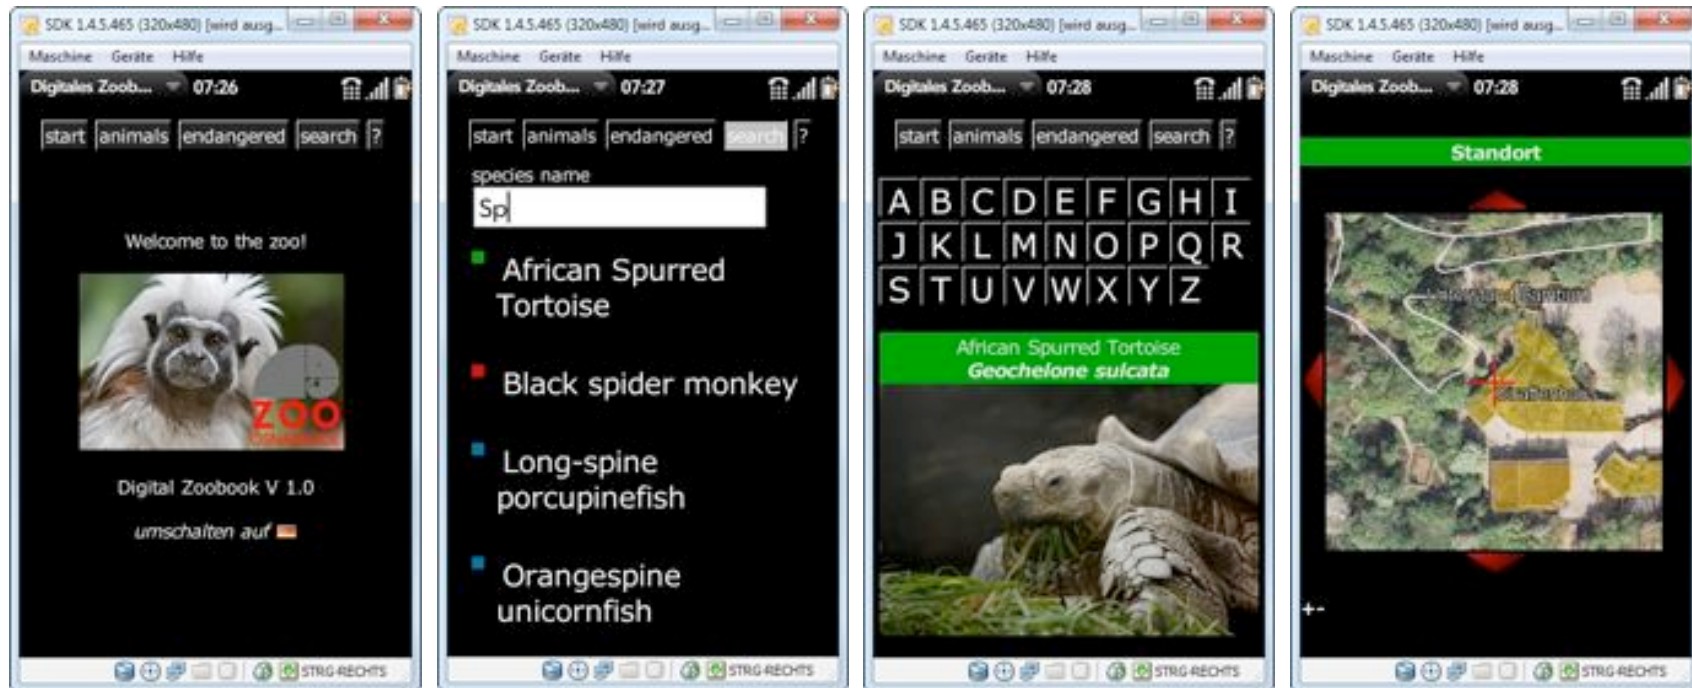 SDK 1.4.5.465 (320x480) [wird ausg...
Maschine Geräte Hilfe
Digitales Zoob... 07:26
start animals endangered search ?
Welcome to the zoo!
ZOO
OSNABRÜCK
Digital Zoobook V 1.0
umschalten auf
STRG-RECHTS
SDK 1.4.5.465 (320x480) [wird ausg...
Maschine Geräte Hilfe
Digitales Zoob... 07:27
start animals endangered search ?
species name
Sp
African Spurred
Tortoise
Black spider monkey
Long-spine
porcupinefish
Orangespine
unicornfish
STRG-RECHTS
SDK 1.4.5.465 (320x480) [wird ausg...
Maschine Geräte Hilfe
Digitales Zoob... 07:28
start animals endangered search ?
A B C D E F G H I
J K L M N O P Q R
S T U V W X Y Z
African Spurred Tortoise
Geochelone sulcata
STRG-RECHTS
SDK 1.4.5.465 (320x480) [wird ausg...
Maschine Geräte Hilfe
Digitales Zoob... 07:28
Standort
+-
STRG-RECHTS